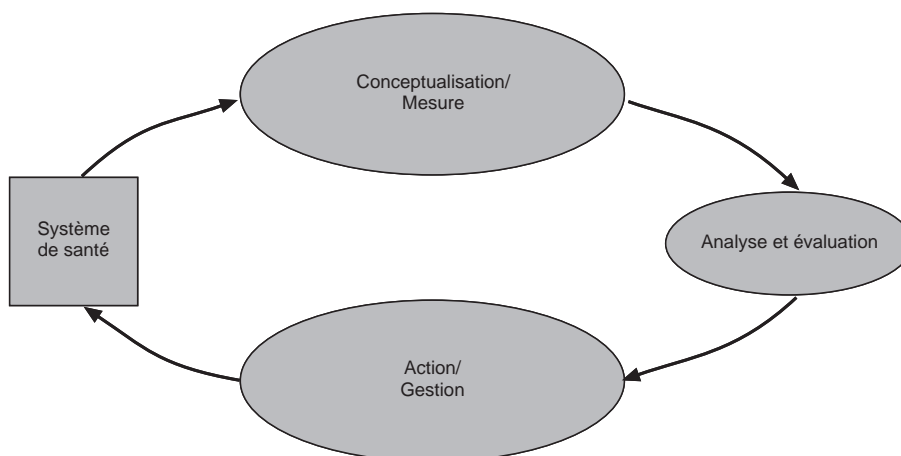 Conceptualisation/
Mesure
Système
de santé
Analyse et évaluation
Action/
Gestion